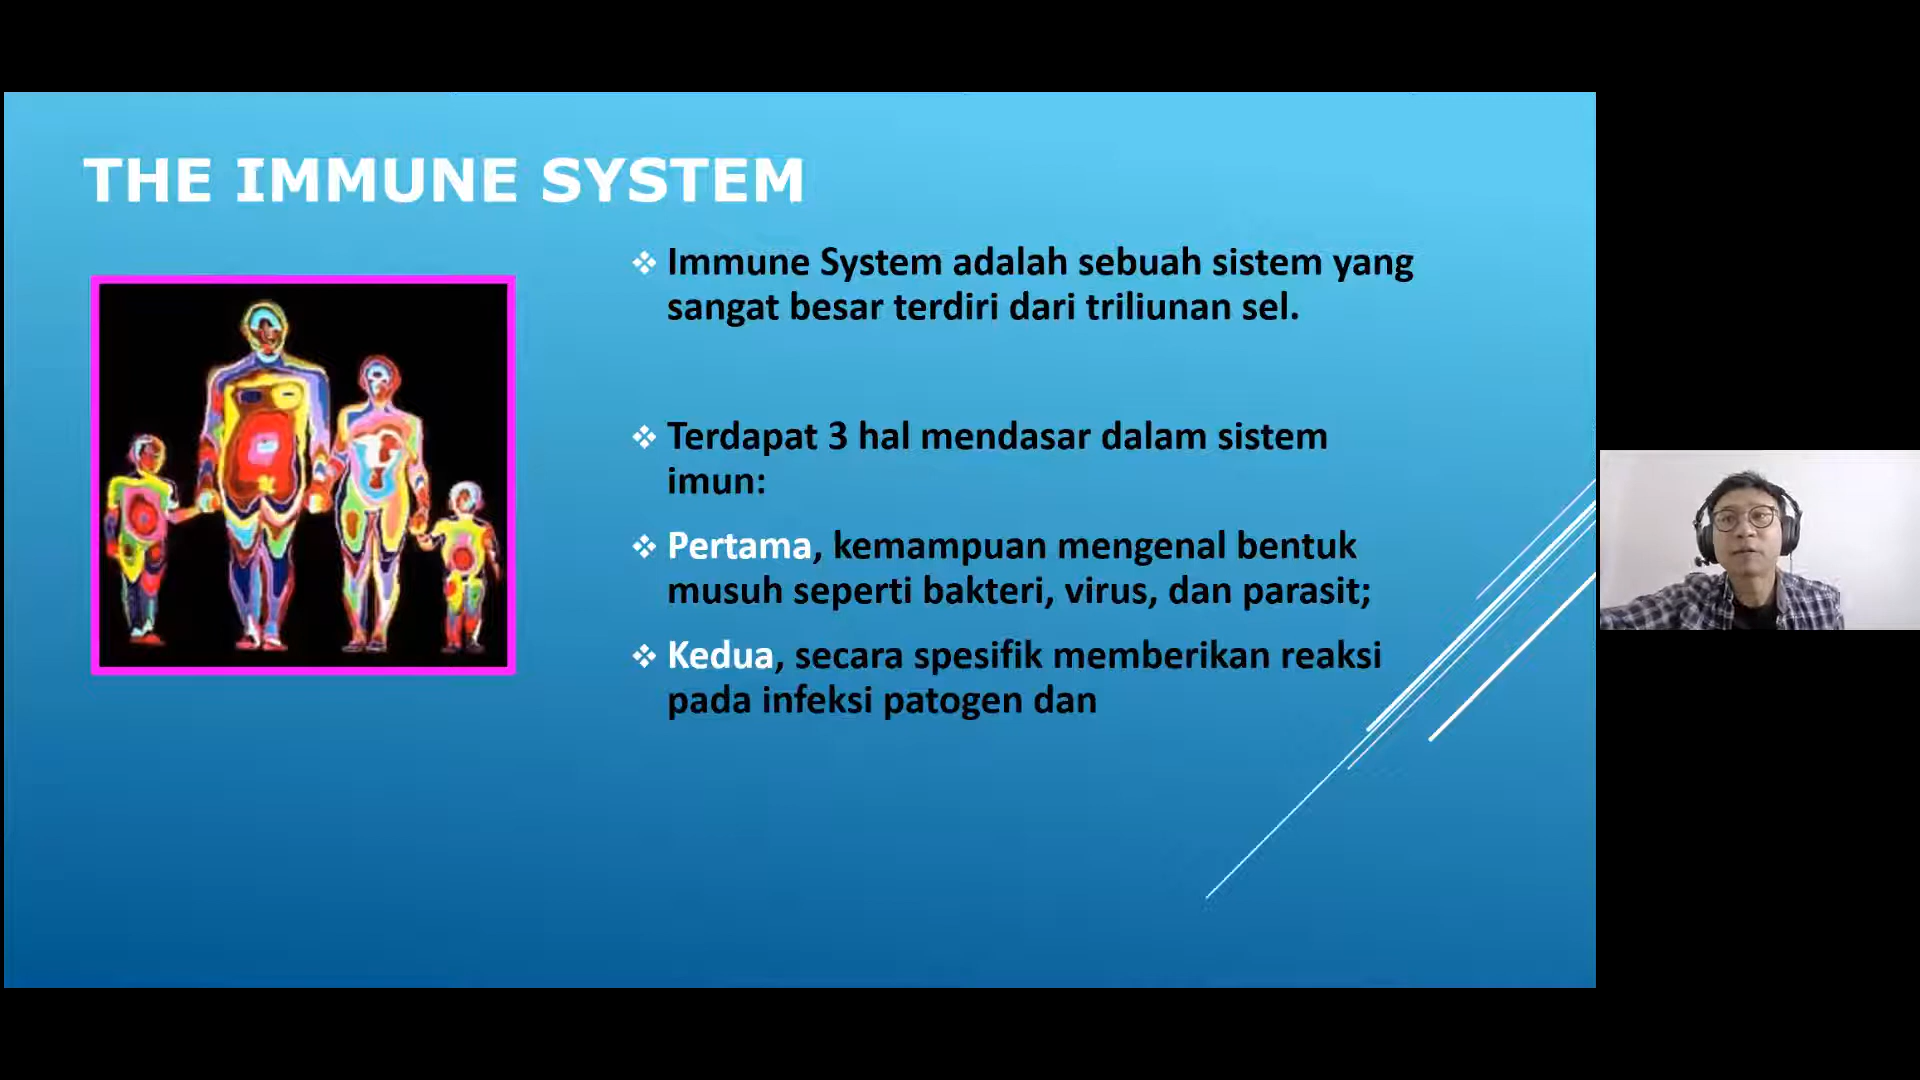 THE IMMUNE SYSTEM
Immune System adalah sebuah sistem yang
sangat besar terdiri dari triliunan sel.
Terdapat 3 hal mendasar dalam sistem
imun:
Pertama, kemampuan mengenal bentuk
musuh seperti bakteri, virus, dan parasit;
Kedua, secara spesifik memberikan reaksi
pada infeksi patogen dan